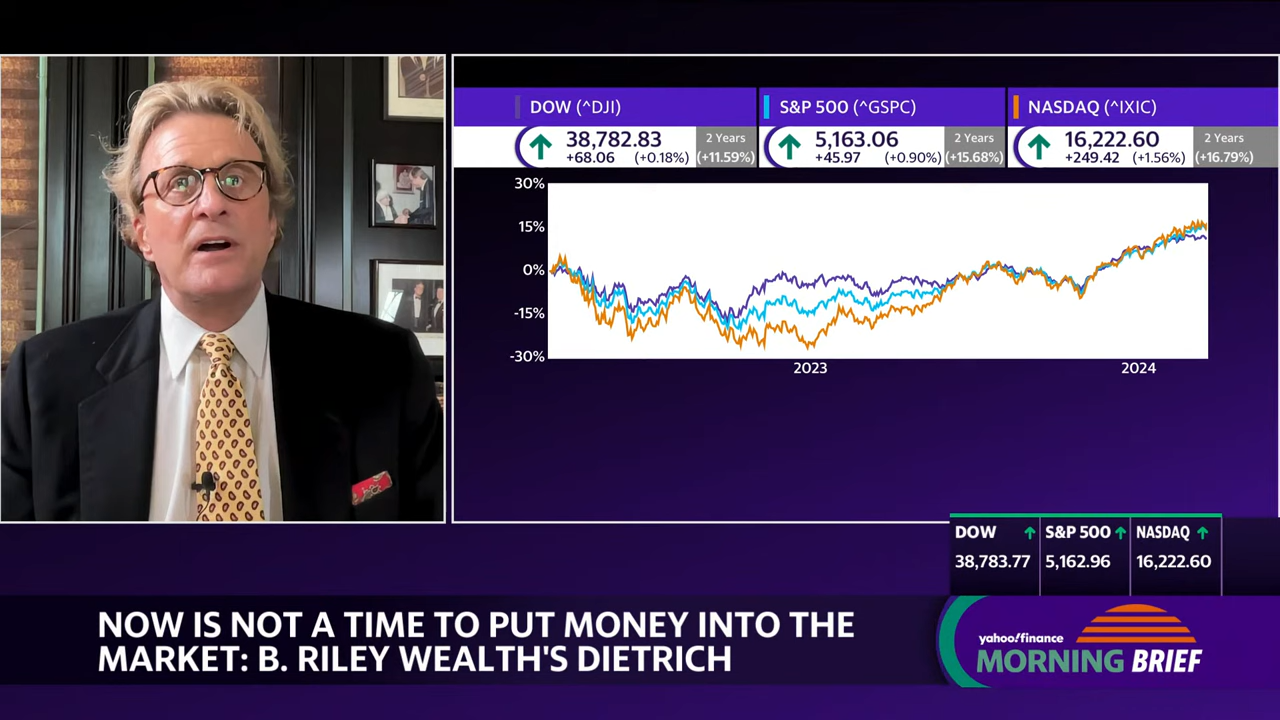 DOW (^DJI)
38,782.83
+68.06 (+0.18%)
2 Years
(+11.59%)
S&P 500 (^GSPC)
5,163.06
+45.97 (+0.90%)
2 Years
(+15.68%)
NASDAQ (^IXIC)
16,222.60
+249.42 (+1.56%)
2 Years
(+16.79%)
30%
15%
0%
-15%
-30%
2023
2024
DOW
38,783.77
S&P 500
5,162.96
NASDAQ
16,222.60
NOW IS NOT A TIME TO PUT MONEY INTO THE
MARKET: B. RILEY WEALTH'S DIETRICH
yahoo!finance
MORNING BRIEF